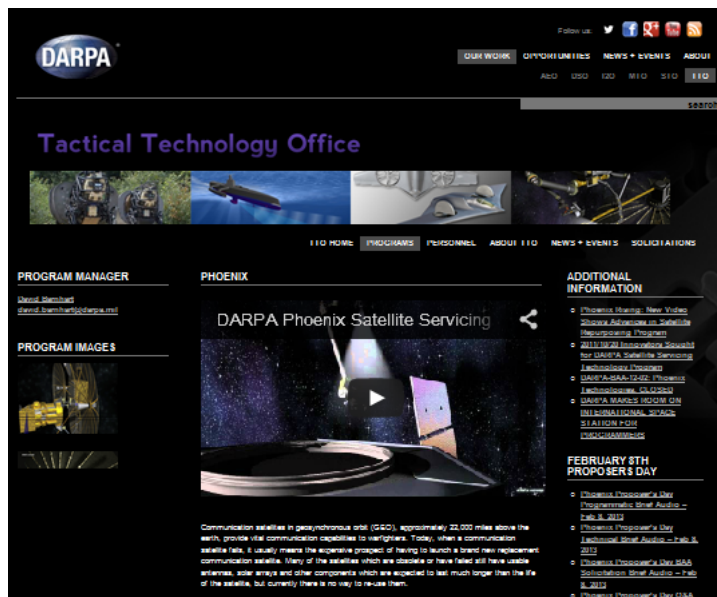 Follow us:
DARPA
OUR WORK OPPORTUNITIES NEWS + EVENTS ABOUT
AEO DSO I2O MTO STO TTO
search
Tactical Technology Office
TTO HOME PROGRAMS PERSONNEL ABOUT TTO NEWS + EVENTS SOLICITATIONS
PROGRAM MANAGER
David Barnhart
david.barnhart@darpa.mil
PROGRAM IMAGES
PHOENIX
DARPA Phoenix Satellite Servicing
Communication satellites in geosynchronous orbit (GEO), approximately 22,000 miles above the
earth, provide vital communication capabilities to warfighters. Today, when a communication
satellite fails, it usually means the expensive prospect of having to launch a brand new replacement
communication satellite. Many of the satellites which are obsolete or have failed still have usable
antennas, solar arrays and other components which are expected to last much longer than the life
of the satellite, but currently there is no way to re-use them.
ADDITIONAL
INFORMATION
Phoenix Rising: New Video
Shows Advances in Satellite
Repurposing Program
2011/10/20 Innovators Sought
for DARPA Satellite Servicing
Technology Program
DARPA-BAA-12-02: Phoenix
Technologies, CLOSED
DARPA MAKES ROOM ON
INTERNATIONAL SPACE
STATION FOR
PROGRAMMERS
FEBRUARY 8TH
PROPOSERS DAY
Phoenix Proposer's Day
Programmatic Brief Audio –
Feb 8, 2013
Phoenix Proposer's Day
Technical Brief Audio – Feb 8,
2013
Phoenix Proposer's Day BAA
Solicitation Brief Audio – Feb
8, 2013
Phoenix Proposer's Day Q&A